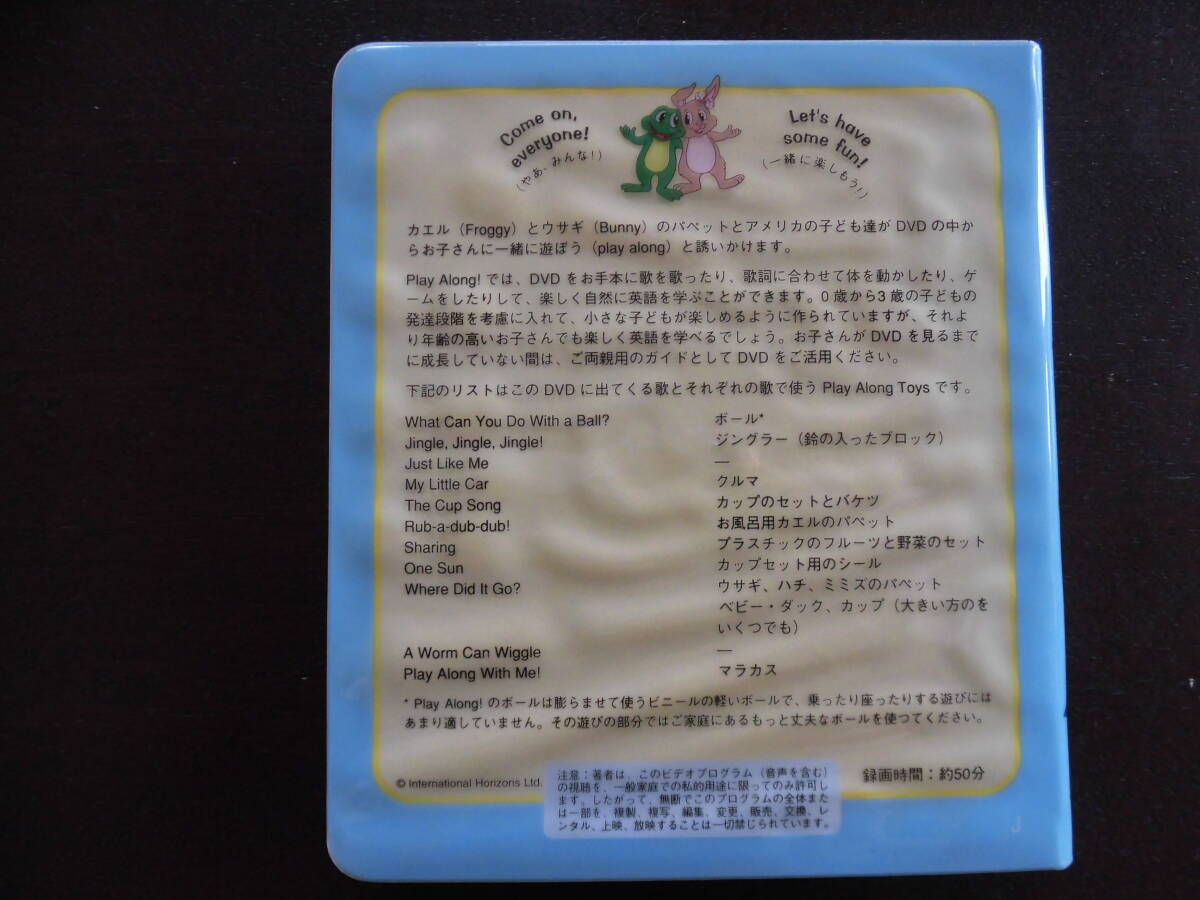 Come on,
everyone!
(やあ、みんな!)
Let's have
some fun!
(一緒に楽しもう!)
カエル(Froggy)とウサギ(Bunny)のパペットとアメリカの子ども達が DVD の中か
らお子さんに一緒に遊ぼう(play along)と誘いかけます。
Play Along! では、DVD をお手本に歌を歌ったり、歌詞に合わせて体を動かしたり、ゲ
ームをしたりして、楽しく自然に英語を学ぶことができます。0 歳から3 歳の子どもの
発達段階を考慮に入れて、小さな子どもが楽しめるように作られていますが、それよ
り年齢の高いお子さんでも楽しく英語を学べるでしょう。お子さんが DVD を見るまで
に成長していない間は、ご両親用のガイドとして DVD をご活用ください。
下記のリストはこの DVD に出てくる歌とそれぞれの歌で使う Play Along Toys です。
What Can You Do With a Ball? ボール*
Jingle, Jingle, Jingle! ジングラー(鈴の入ったブロック)
Just Like Me —
My Little Car クルマ
The Cup Song カップのセットとバケツ
Rub-a-dub-dub! お風呂用カエルのパペット
Sharing プラスチックのフルーツと野菜のセット
One Sun カップセット用のシール
Where Did It Go? ウサギ、ハチ、ミミズのパペット
ベビー・ダック、カップ(大きい方のを
いくつでも)
A Worm Can Wiggle —
Play Along With Me! マラカス
* Play Along! のボールは膨らませて使うビニールの軽いボールで、乗ったり座ったりする遊びには
あまり適していません。その遊びの部分ではご家庭にあるもっと丈夫なボールを使つてください。
© International Horizons Ltd.
注意:著者は、このビデオプログラム(音声を含む)
の視聴を、一般家庭での私的用途に限ってのみ許可し
ます。したがって、無断でこのプログラムの全体また
は一部を、複製、複写、編集、変更、販売、交換、レ
ンタル、上映、放映することは一切禁じられています。
録画時間:約50分
J